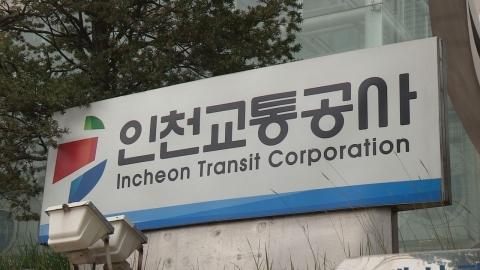 인천교통공사
Incheon Transit Corporation